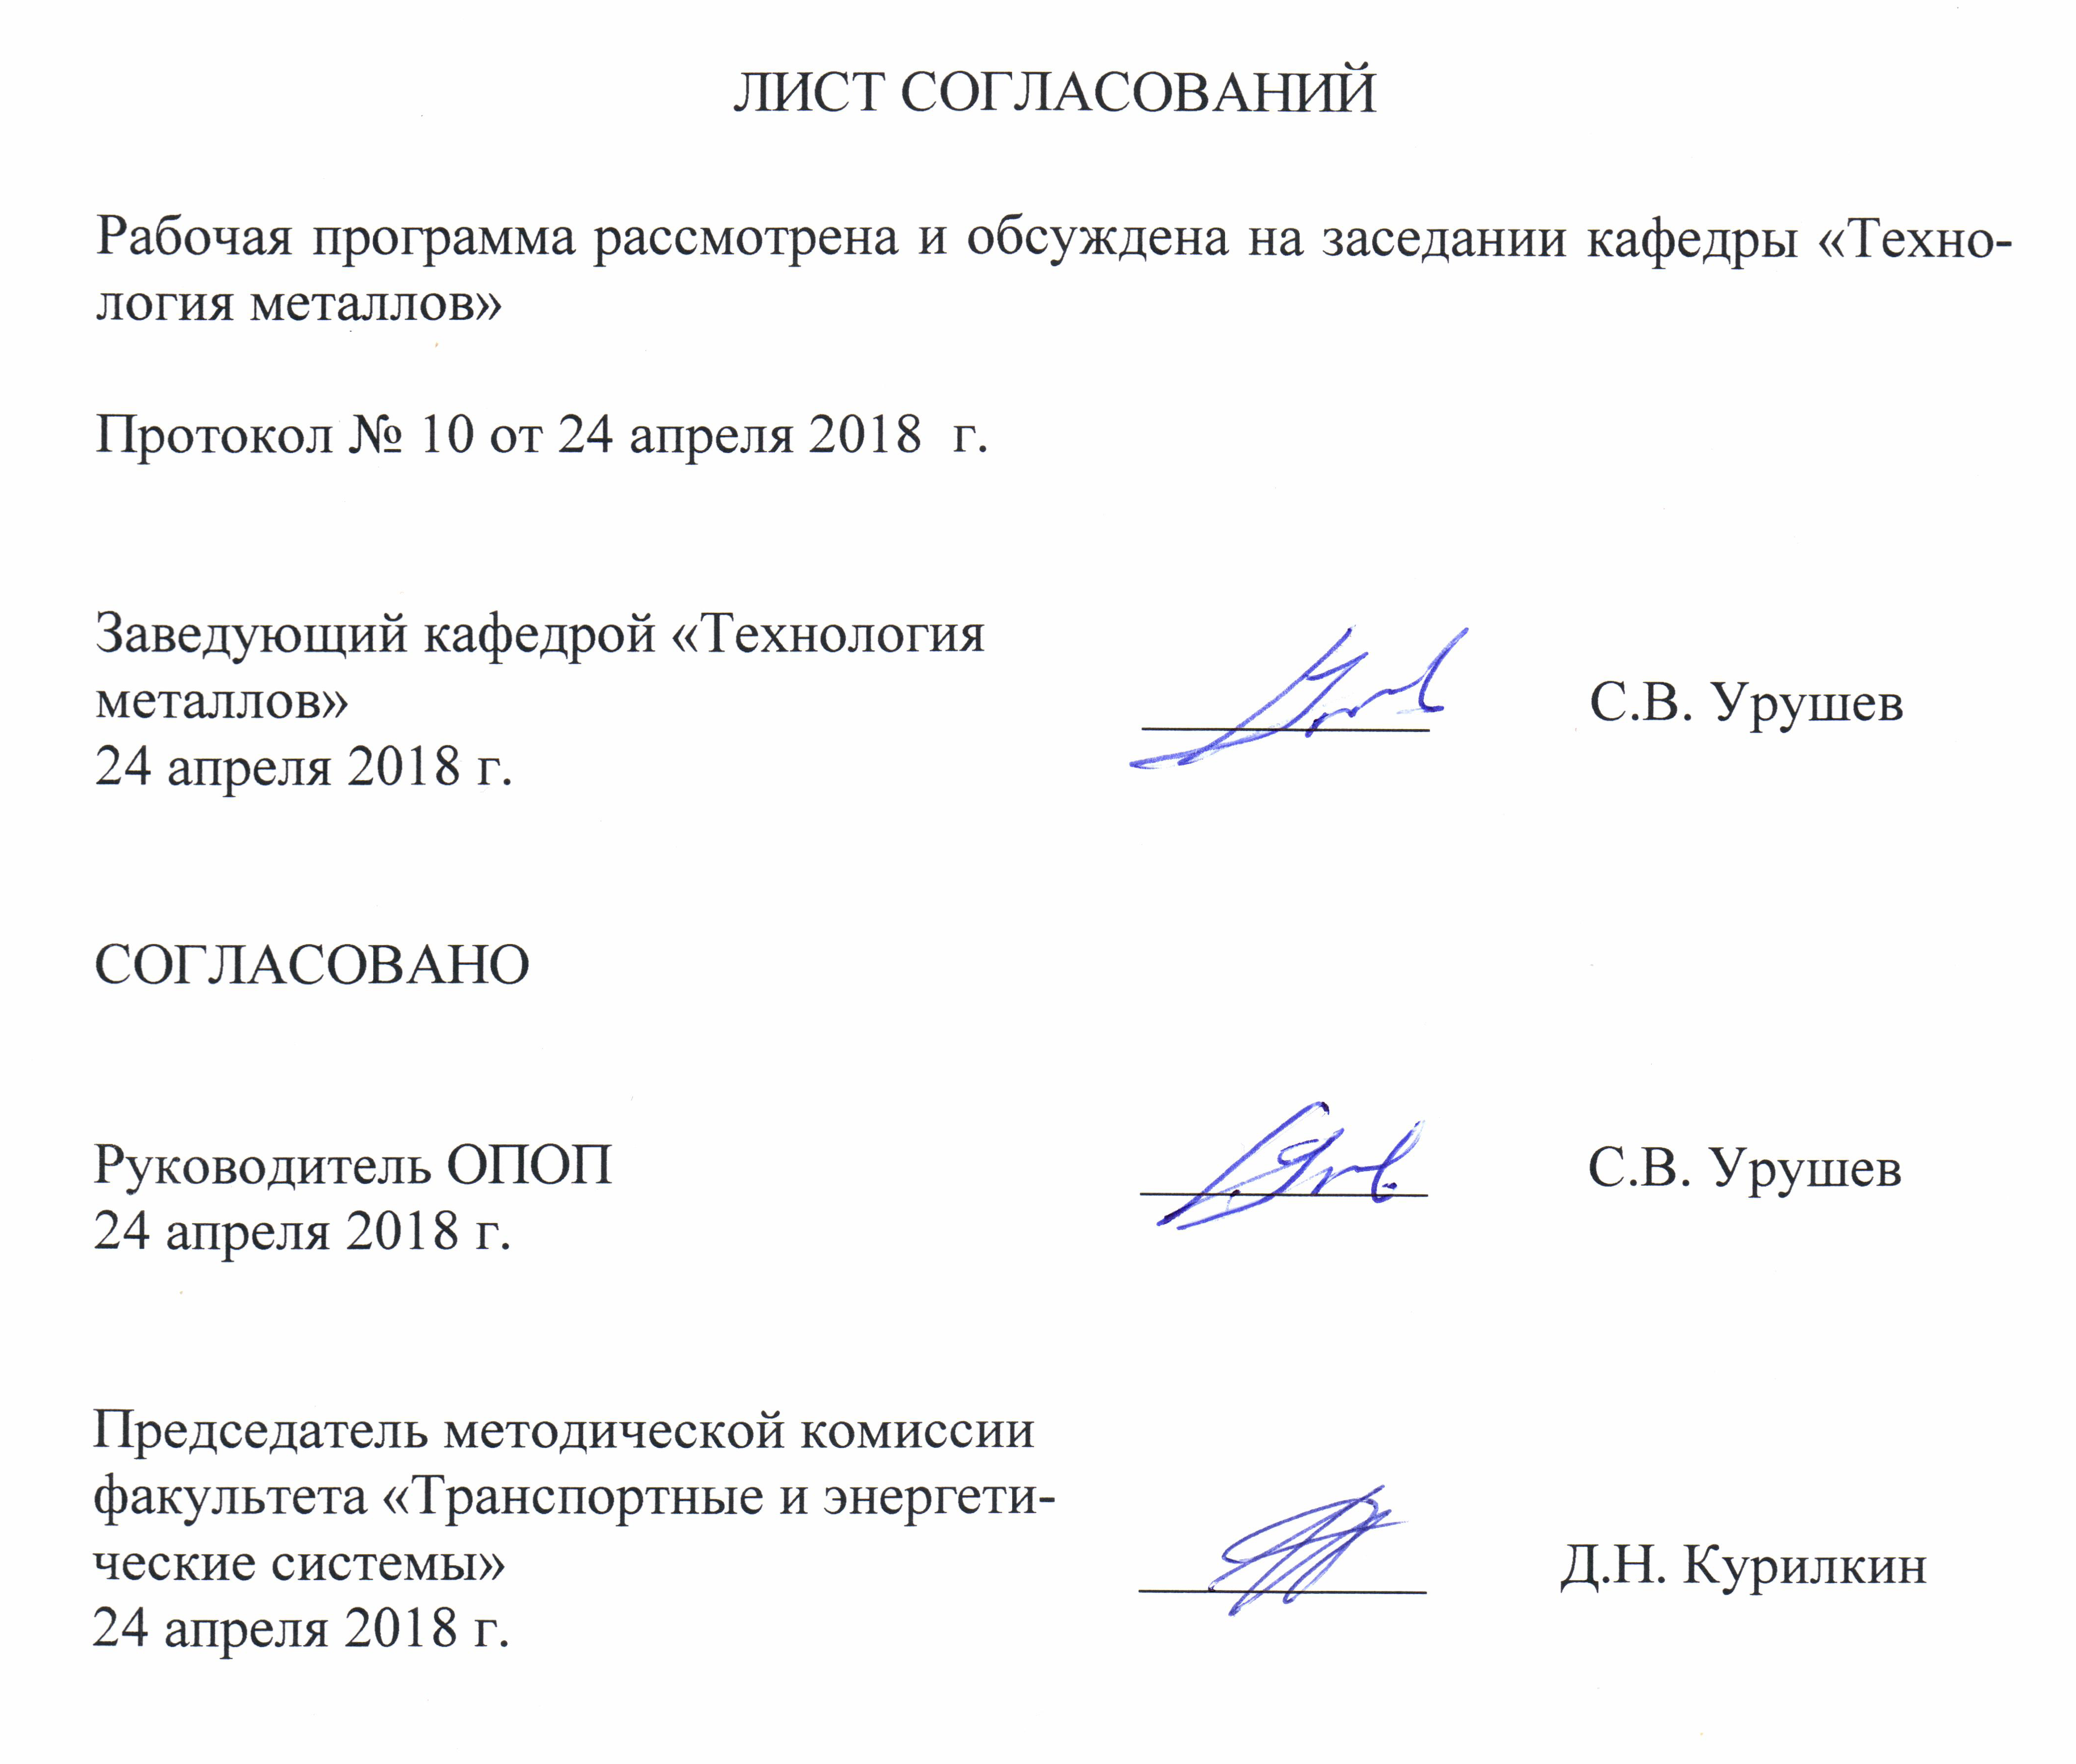 ЛИСТ СОГЛАСОВАНИЙ
Рабочая программа рассмотрена и обсуждена на заседании кафедры «Техно-
логия металлов»
Протокол № 10 от 24 апреля 2018 г.
Заведующий кафедрой «Технология
металлов» С.В. Урушев
24 апреля 2018 г.
СОГЛАСОВАНО
Руководитель ОПОП С.В. Урушев
24 апреля 2018 г.
Председатель методической комиссии
факультета «Транспортные и энергети-
ческие системы» Д.Н. Курилкин
24 апреля 2018 г.